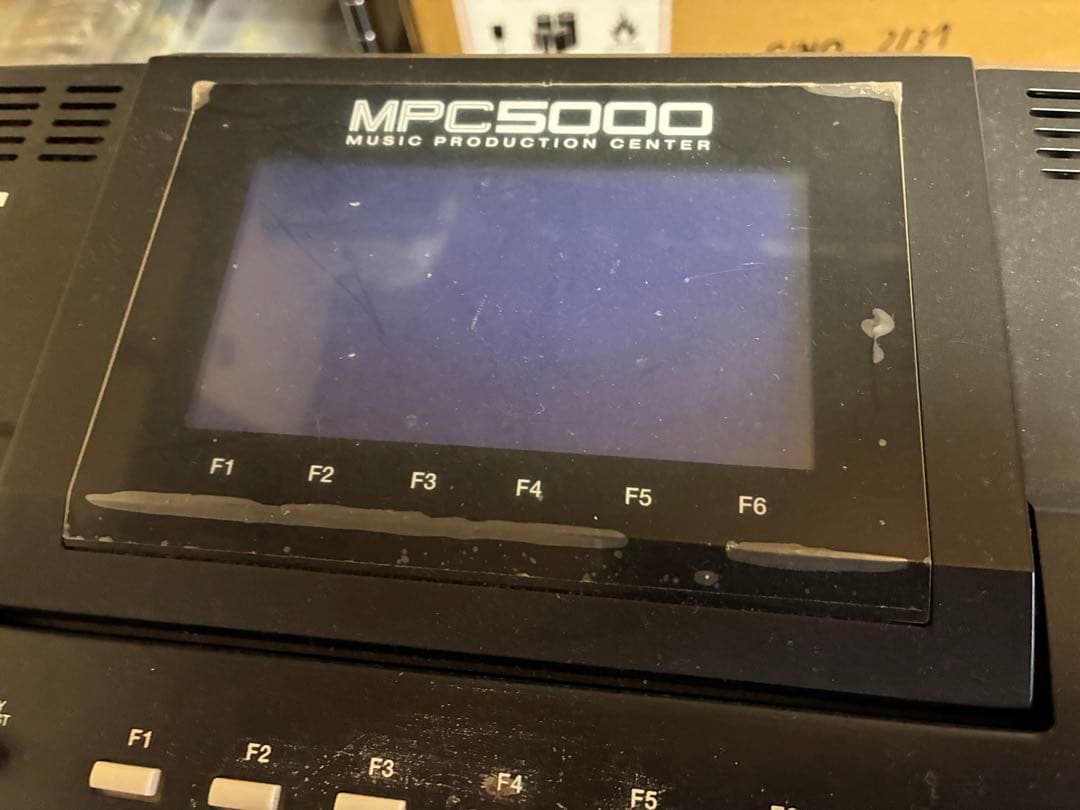 MPC5000
MUSIC PRODUCTION CENTER
F1 F2 F3 F4 F5 F6
F1 F2 F3 F4 F5